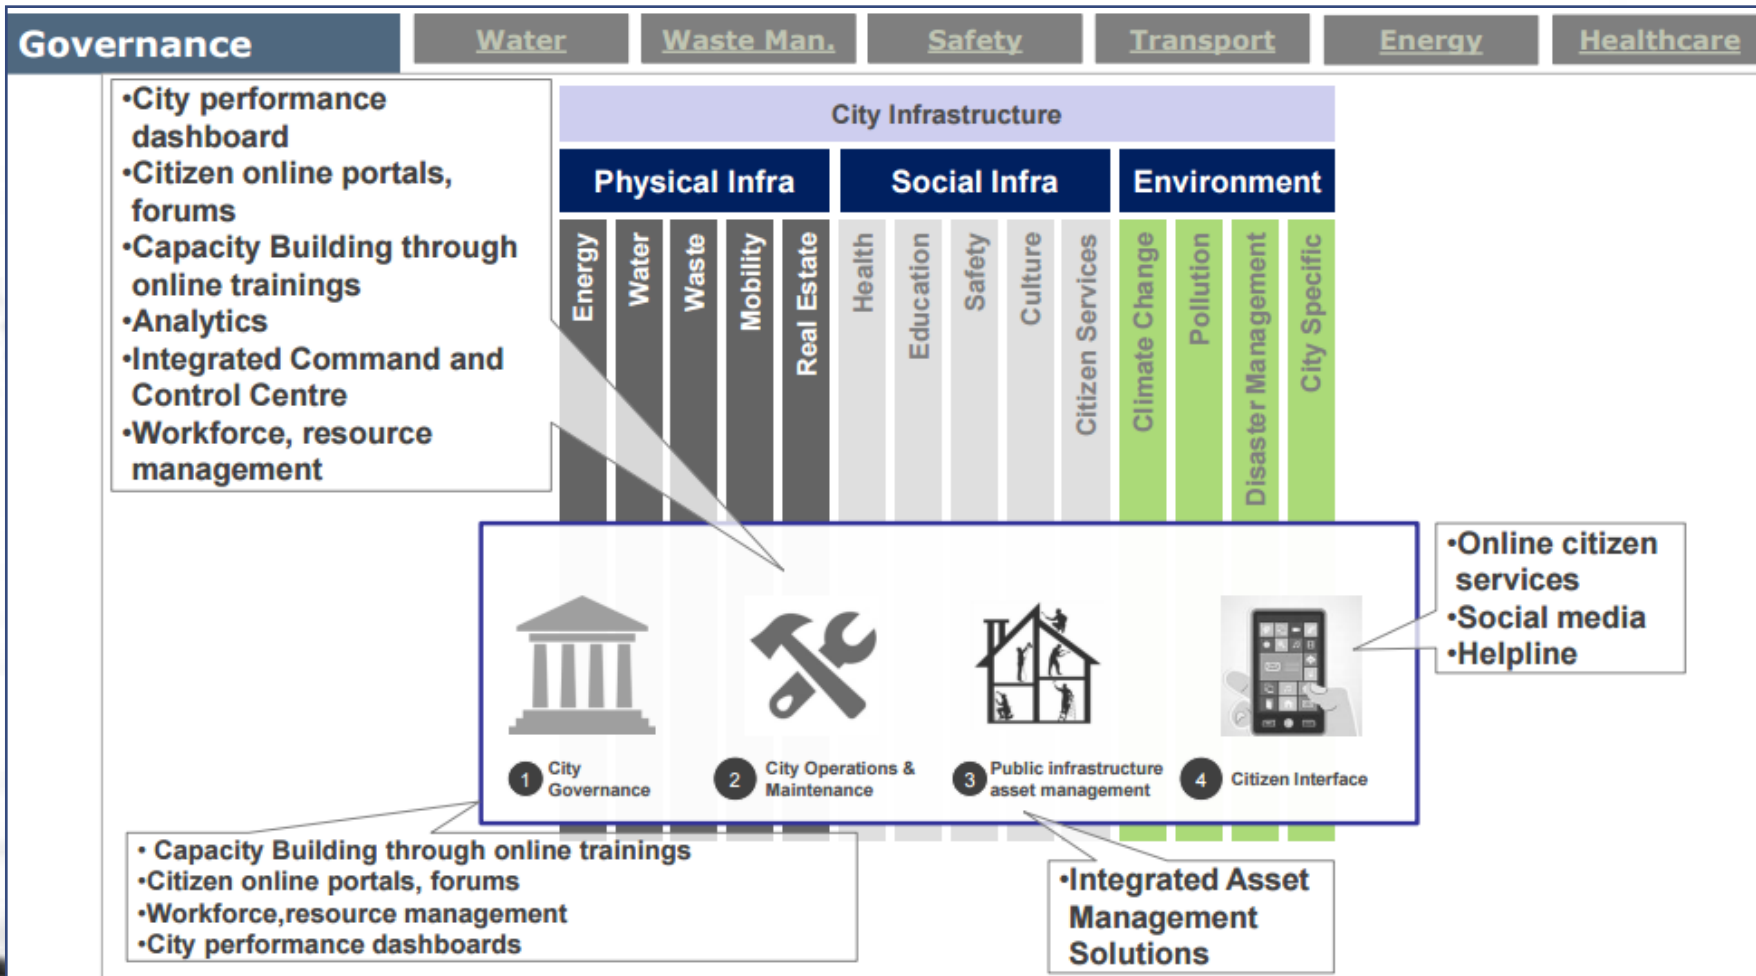 Governance
Water
Waste Man.
Safety
Transport
Energy
Healthcare
•City performance
dashboard
•Citizen online portals,
forums
•Capacity Building through
online trainings
•Analytics
•Integrated Command and
Control Centre
•Workforce, resource
management
City Infrastructure
Physical Infra
Social Infra
Environment
Energy
Water
Waste
Mobility
Real Estate
Health
Education
Safety
Culture
Citizen Services
Climate Change
Pollution
Disaster Management
City Specific
•Online citizen
services
•Social media
•Helpline
1 City
Governance
2 City Operations &
Maintenance
3 Public infrastructure
asset management
4 Citizen Interface
• Capacity Building through online trainings
•Citizen online portals, forums
•Workforce,resource management
•City performance dashboards
•Integrated Asset
Management
Solutions